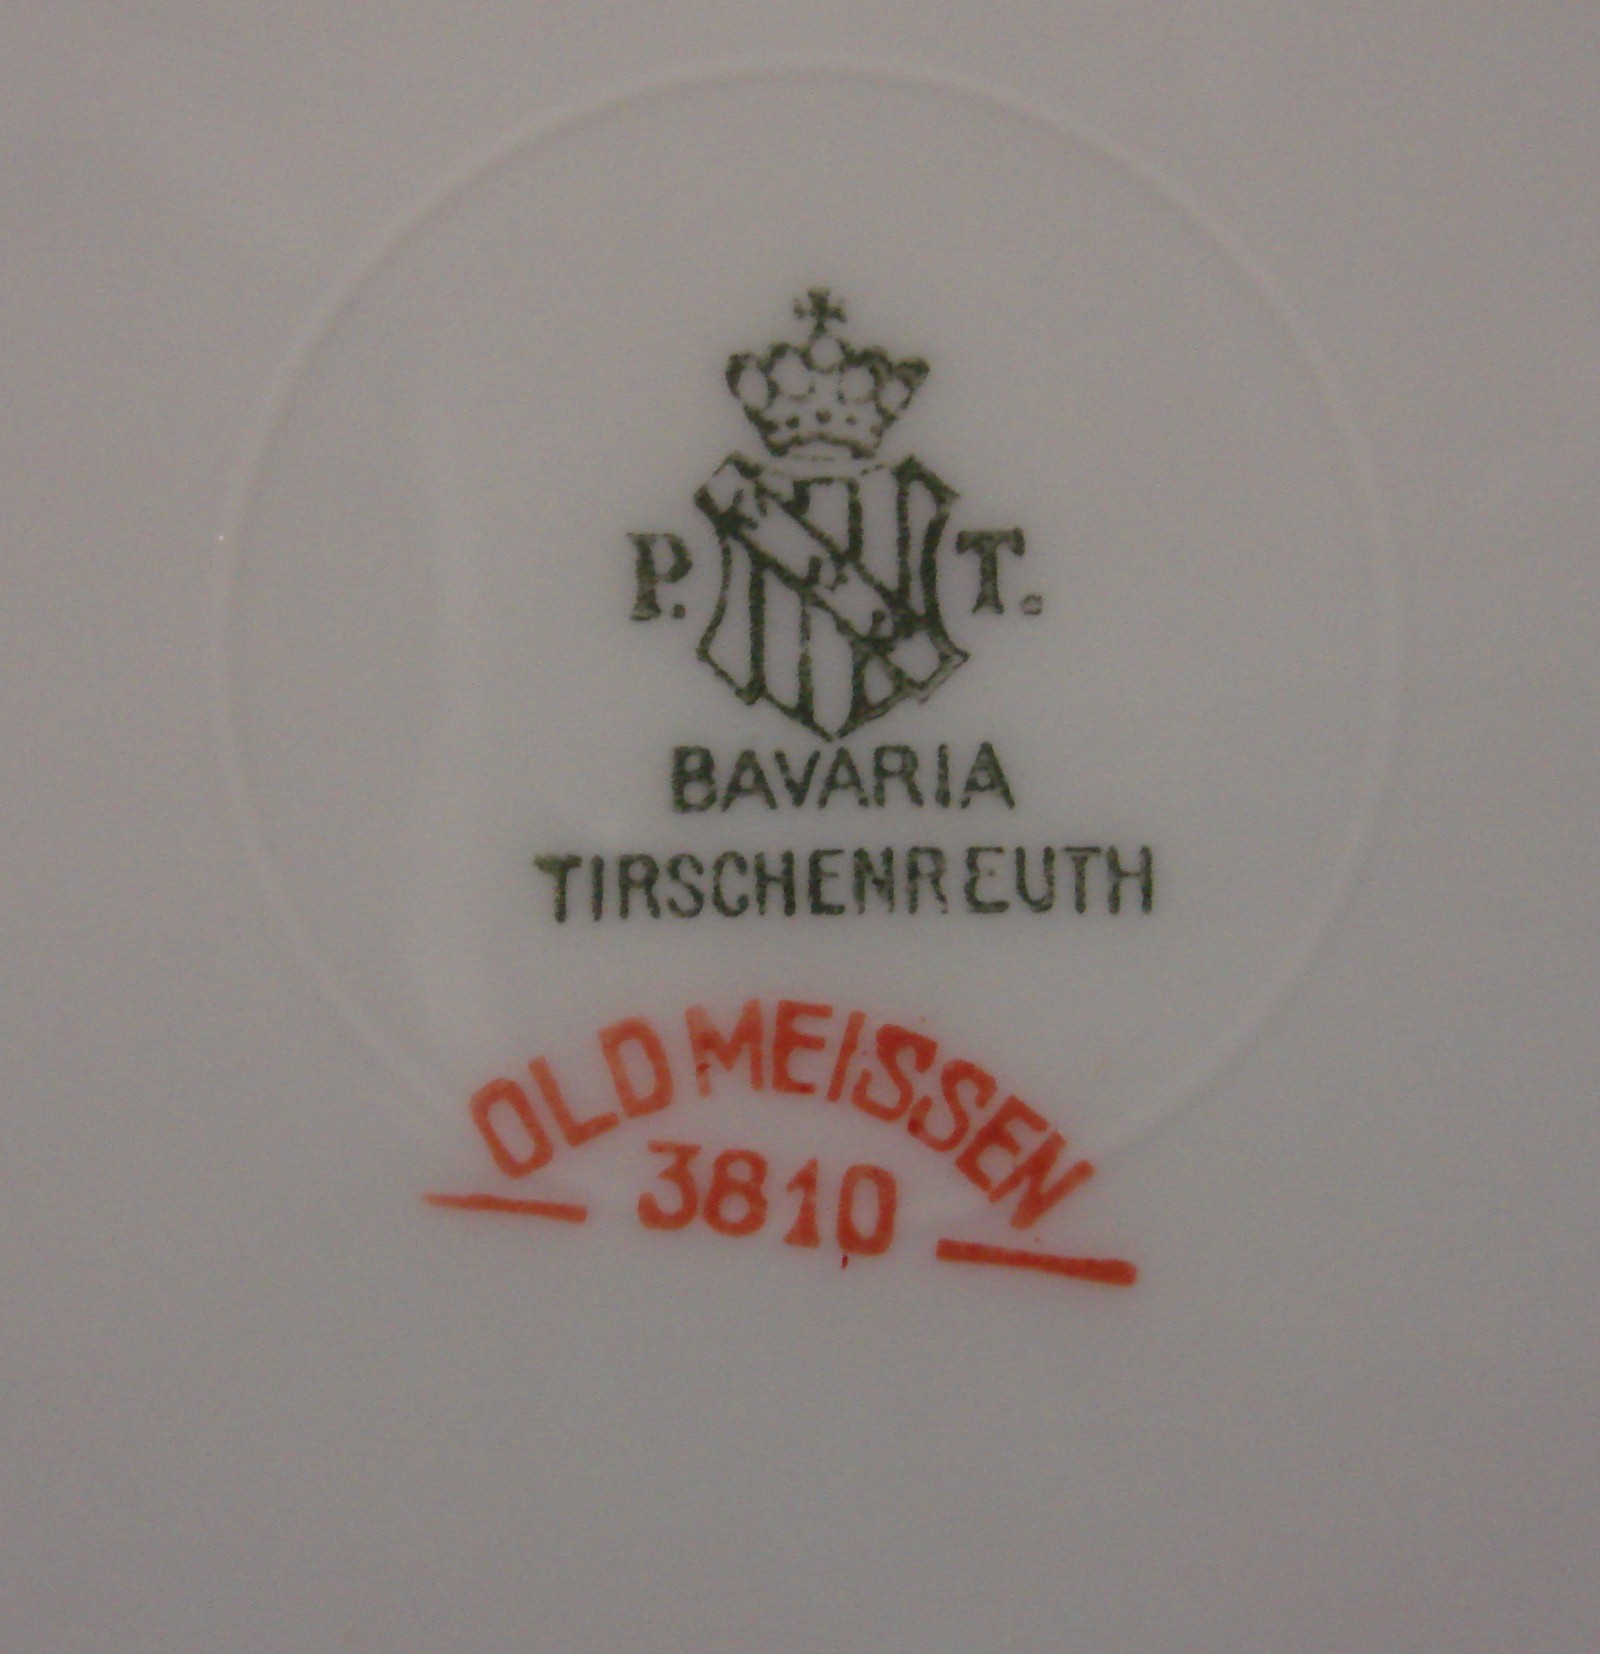 P. T.
BAVARIA
TIRSCHENREUTH
OLD MEISSEN
3810